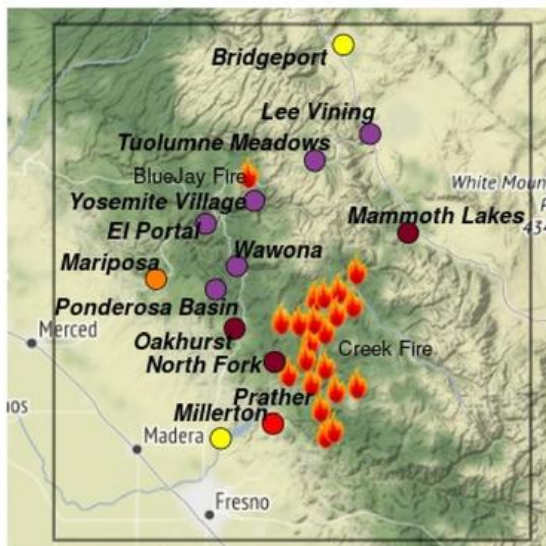 Bridgeport
Lee Vining
Tuolumne Meadows
BlueJay Fire
White Moun
Yosemite Village
Mammoth Lakes
434
El Portal
Wawona
Mariposa
Ponderosa Basin
Merced
Oakhurst
Creek Fire
North Fork
Prather
nos
Millerton
Madera
Fresno